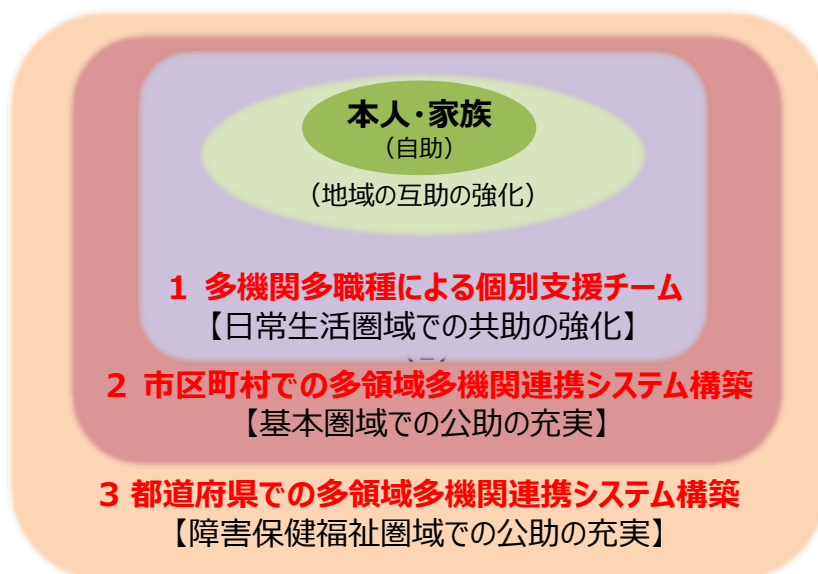 本人・家族
（自助）
（地域の互助の強化）
1 多機関多職種による個別支援チーム
【日常生活圏域での共助の強化】
2 市区町村での多領域多機関連携システム構築
【基本圏域での公助の充実】
3 都道府県での多領域多機関連携システム構築
【障害保健福祉圏域での公助の充実】